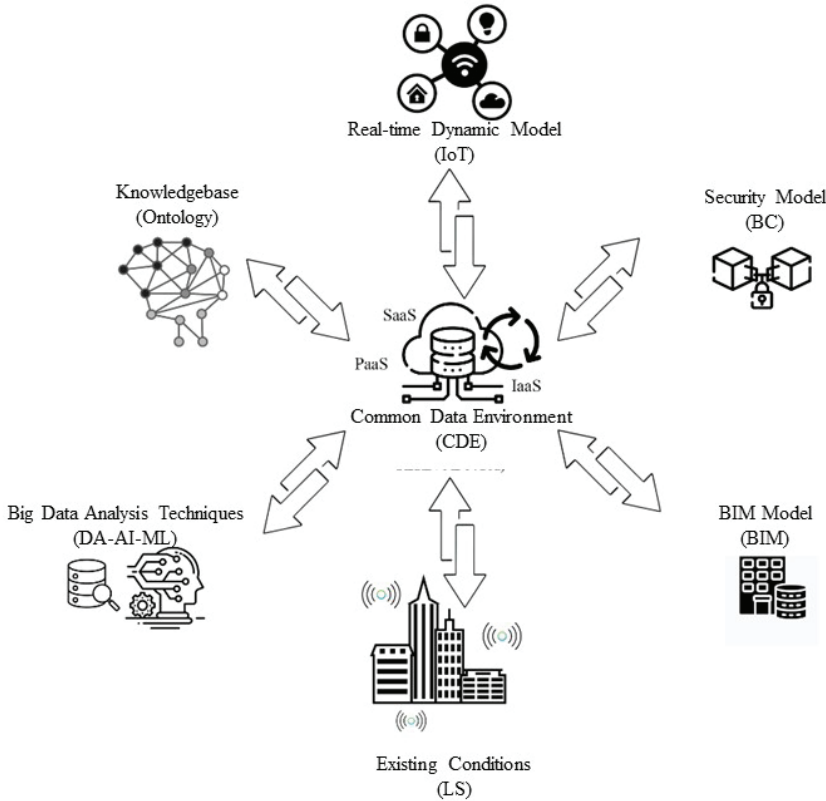 Real-time Dynamic Model
(IoT)
Knowledgebase
(Ontology)
Security Model
(BC)
SaaS
PaaS
IaaS
Common Data Environment
(CDE)
Big Data Analysis Techniques
(DA-AI-ML)
BIM Model
(BIM)
Existing Conditions
(LS)